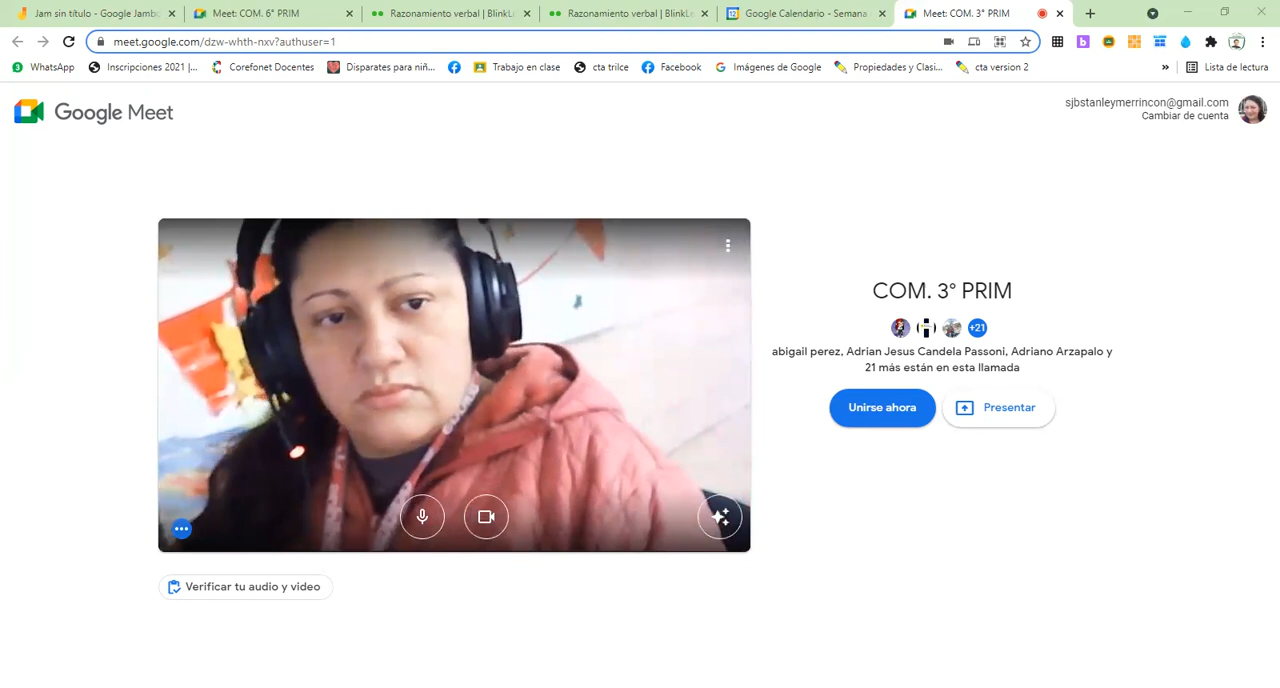 Jam sin título - Google Jambo
Meet: COM. 6° PRIM
Razonamiento verbal | BlinkLe
Razonamiento verbal | BlinkLe
Google Calendario - Semana
Meet: COM. 3° PRIM
meet.google.com/dzw-whth-nxv?authuser=1
WhatsApp
Inscripciones 2021 |...
Corefonet Docentes
Disparates para niñ...
Trabajo en clase
cta trilce
Facebook
Imágenes de Google
Propiedades y Clasi...
cta version 2
»
Lista de lectura
Google Meet
sjbstanleymerrincon@gmail.com
Cambiar de cuenta
COM. 3° PRIM
+21
abigail perez, Adrian Jesus Candela Passoni, Adriano Arzapalo y
21 más están en esta llamada
Unirse ahora
Presentar
Verificar tu audio y video